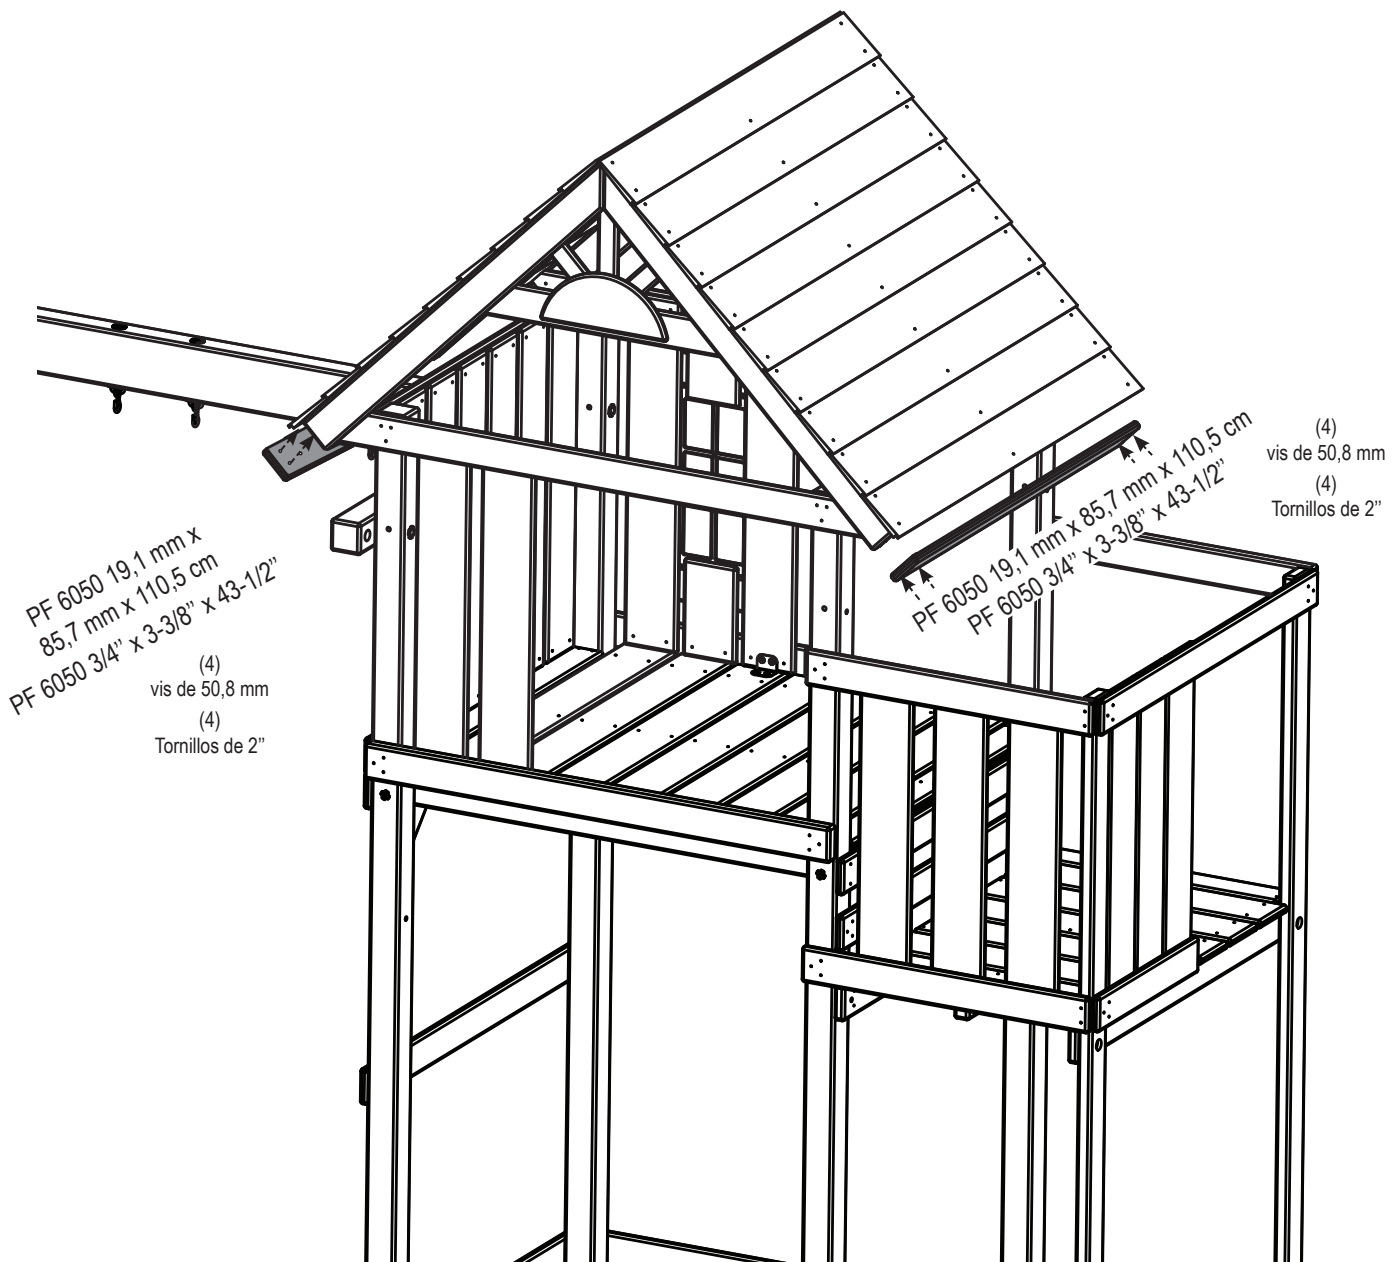 PF 6050 19,1 mm x
85,7 mm x 110,5 cm
PF 6050 3/4” x 3-3/8” x 43-1/2”
(4)
vis de 50,8 mm
(4)
Tornillos de 2”
PF 6050 19,1 mm x 85,7 mm x 110,5 cm
PF 6050 3/4” x 3-3/8” x 43-1/2”
(4)
vis de 50,8 mm
(4)
Tornillos de 2”